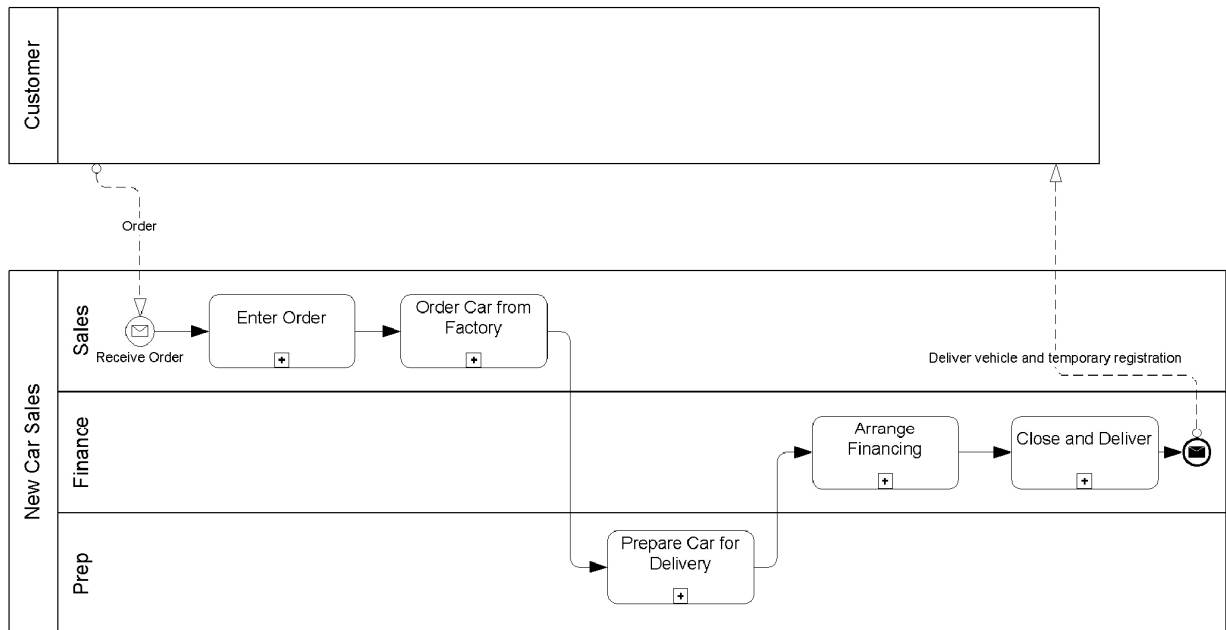 Customer
Order
New Car Sales
Sales
Receive Order
Enter Order
Order Car from
Factory
Deliver vehicle and temporary registration
Finance
Arrange
Financing
Close and Deliver
Prep
Prepare Car for
Delivery